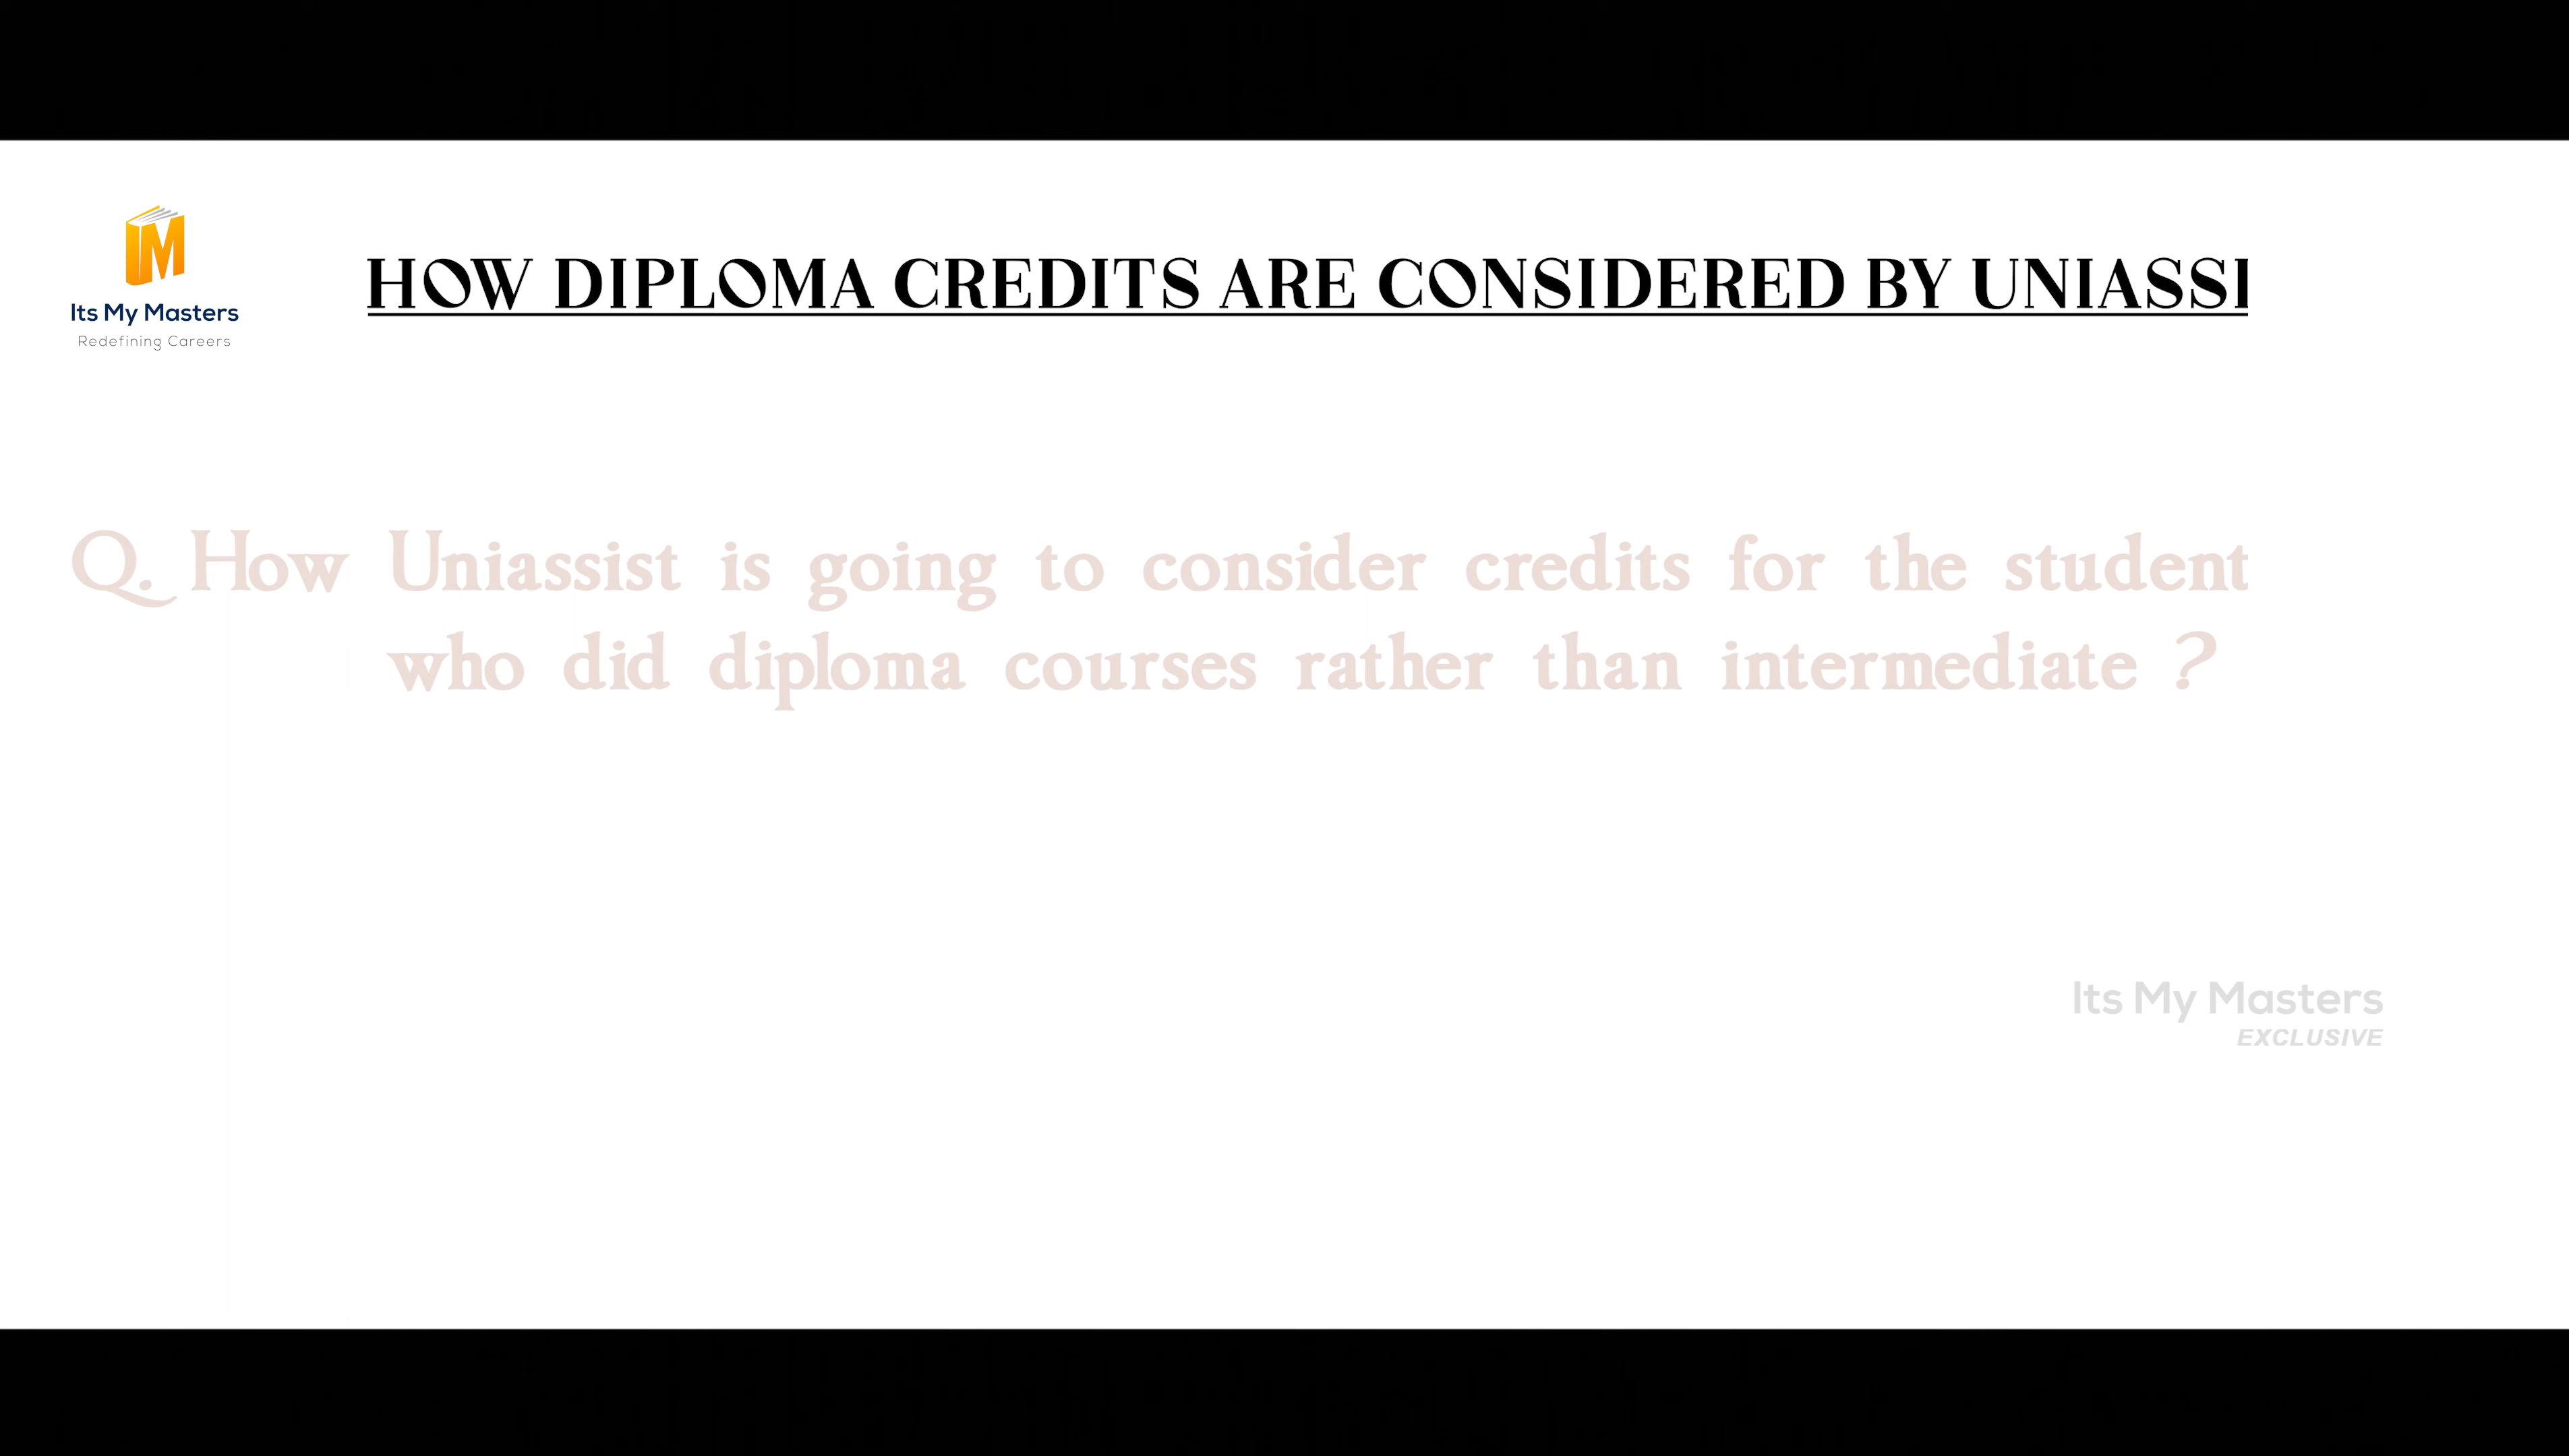 Its My Masters
Redefining Careers
HOW DIPLOMA CREDITS ARE CONSIDERED BY UNIASSI
Q. How Uniassist is going to consider credits for the student
who did diploma courses rather than intermediate ?
Its My Masters
EXCLUSIVE